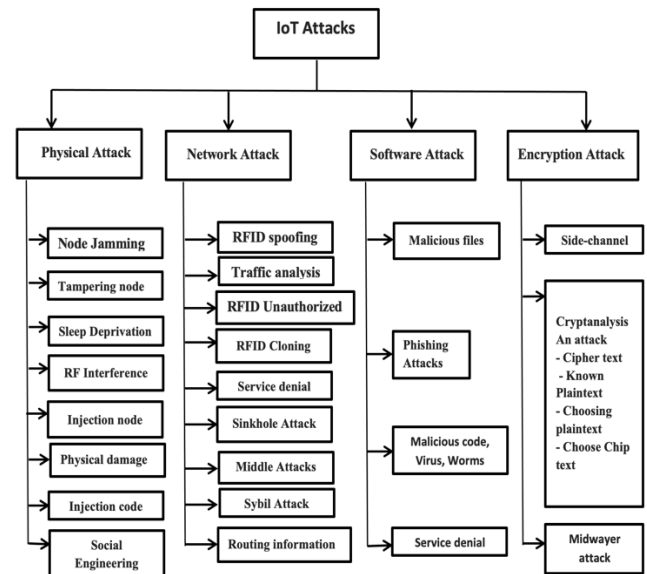 IoT Attacks
Physical Attack
Node Jamming
Tampering node
Sleep Deprivation
RF Interference
Injection node
Physical damage
Injection code
Social
Engineering
Network Attack
RFID spoofing
Traffic analysis
RFID Unauthorized
RFID Cloning
Service denial
Sinkhole Attack
Middle Attacks
Sybil Attack
Routing information
Software Attack
Malicious files
Phishing
Attacks
Malicious code,
Virus, Worms
Service denial
Encryption Attack
Side-channel
Cryptanalysis
An attack
- Cipher text
- Known
Plaintext
- Choosing
plaintext
- Choose Chip
text
Midwayer
attack